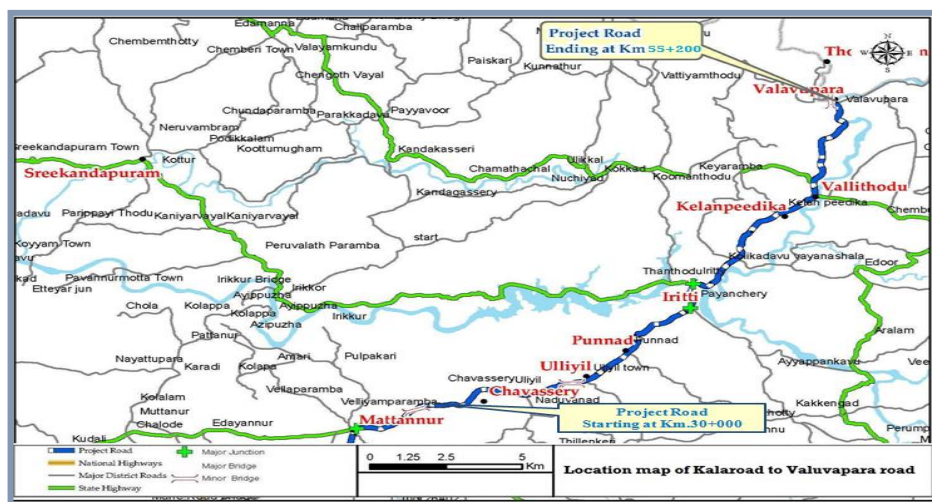 Edamanna
Chaliparamba
Chembemthotty
Chemberi Town
Valayamkundu
Chengoth Vayal
Paiskari
Kunnathur
Project Road
Ending at Km 55+200
Vattiyamthodu
Valavupara
Valavupara
Chundaparamba
Parakkadavu
Payyavoor
Neruvambram
Podikkalam
Koottumugham
Sreekandapuram Town
Kottur
Sreekandapuram
Kandakasseri
Chamathachal
Ulikkal
Nuchiyad
Kokkad
Keyaramba
Koomanthodu
Vallithodu
Kelan peedika
Kelanpeedika
Kandagassery
Parippayi Thodu
Kaniyarvayal
Kaniyarvayal
Koyyam Town
start
Peruvalath Paramba
Kolikadavu
Edoor
Pavannurmotta Town
Etteyar jun
Irikkur Bridge
Irikkor
Ayippuzha
Ayippuzha
Irikkur
Thanthodu
Iritty
Iritti
Payanchery
Chola
Kolappa
Kolappa
Azipuzha
Pattanur
Aralam
Punnad
Punnad
Nayattupara
Karadi
Kolapa
Amari
Pulpakari
Ayyappankavu
Ulliyil
Uliyil town
Chavassery
Uliyil
Naduvanad
Chavassery
Kolalam
Muttanur
Chalode
Edayannur
Vellaparamba
Velliyamparamba
Mattannur
Kudali
Kakkengad
Project Road
Starting at Km.30+000
Thillenkeri
Project Road
National Highways
Major District Roads
State Highway
Major Junction
Major Bridge
Minor Bridge
0 1.25 2.5 5
Km
Location map of Kalaroad to Valuvapara road